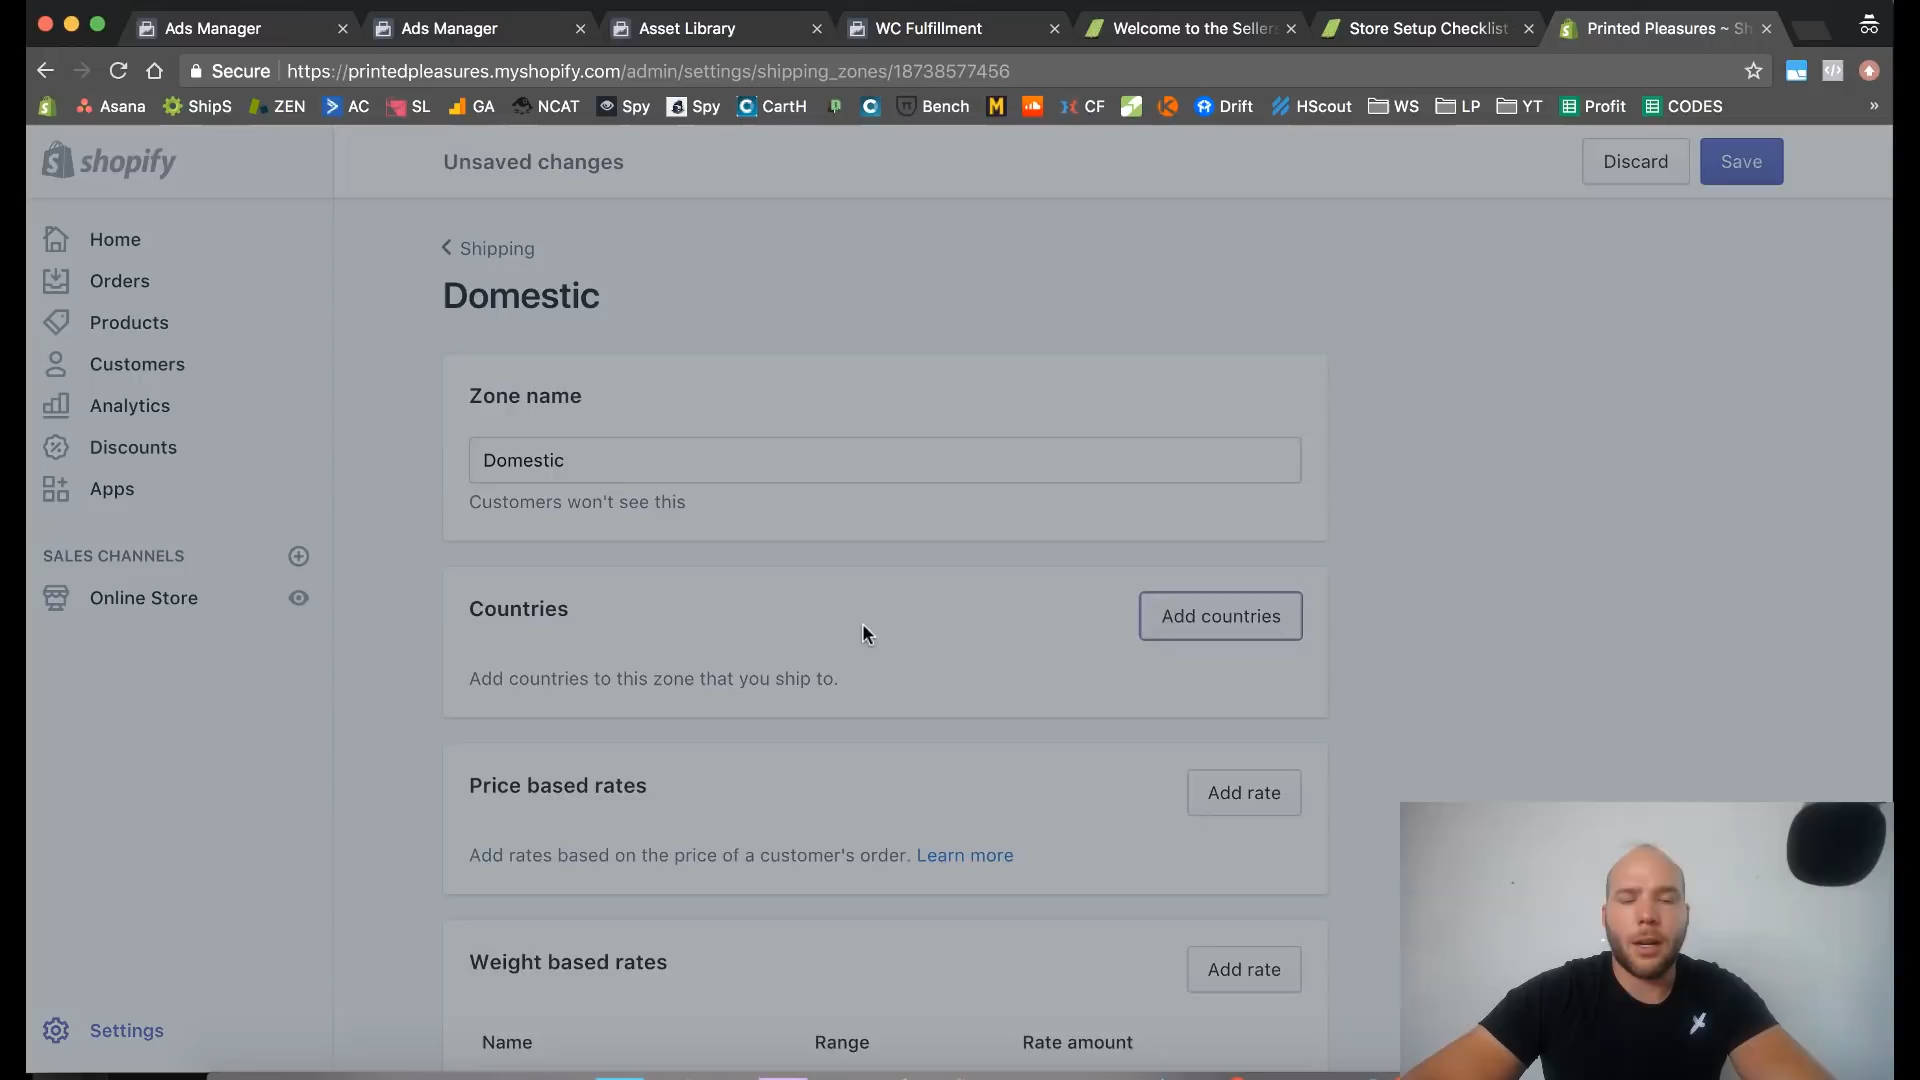 Ads Manager
Ads Manager
Asset Library
WC Fulfillment
Welcome to the Sellers
Store Setup Checklist
Printed Pleasures ~ Sh
Secure
https://printedpleasures.myshopify.com/admin/settings/shipping_zones/18738577456
Asana
ShipS
ZEN
AC
SL
GA
NCAT
Spy
Spy
CartH
Bench
CF
Drift
HScout
WS
LP
YT
Profit
CODES
»
shopify
Unsaved changes
Discard
Save
Home
Orders
Products
Customers
Analytics
Discounts
Apps
SALES CHANNELS
Online Store
Settings
Shipping
Domestic
Zone name
Domestic
Customers won't see this
Countries
Add countries
Add countries to this zone that you ship to.
Price based rates
Add rate
Add rates based on the price of a customer's order. Learn more
Weight based rates
Add rate
Name
Range
Rate amount